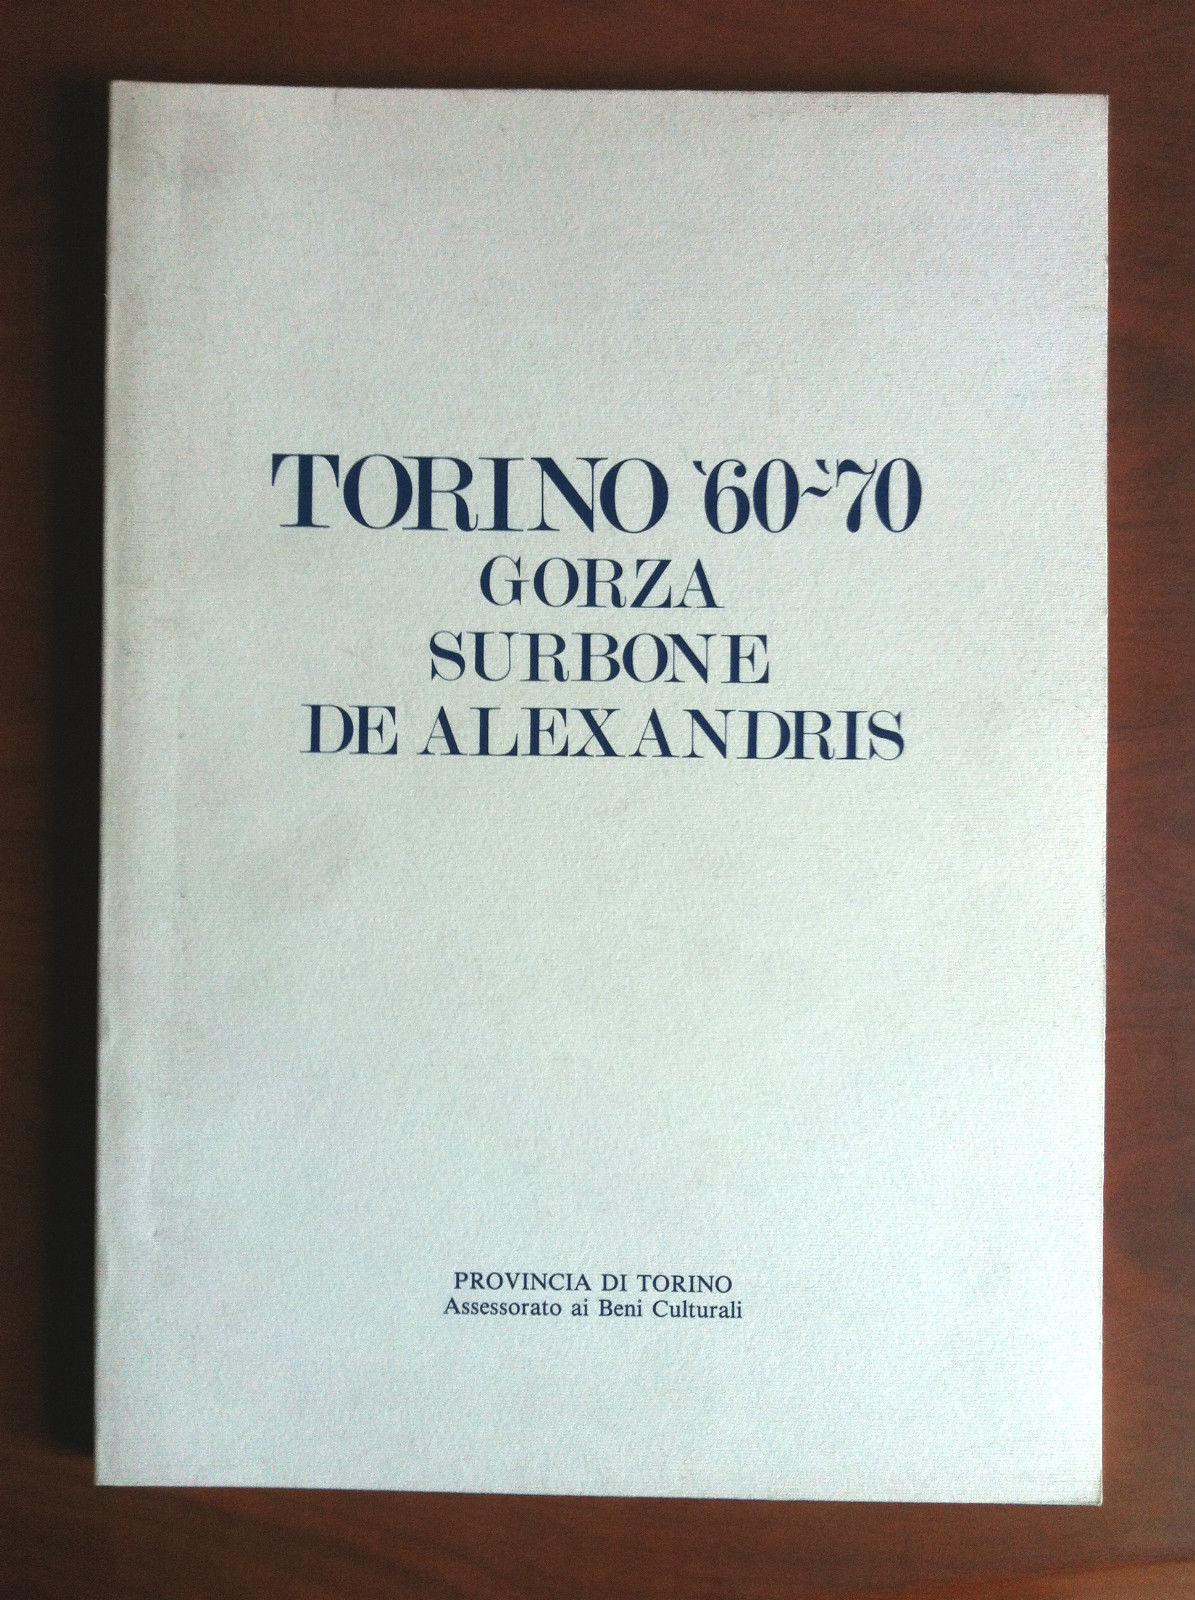 TORINO ‛60~‛70
GORZA
SURBONE
DE ALEXANDRIS
PROVINCIA DI TORINO
Assessorato ai Beni Culturali